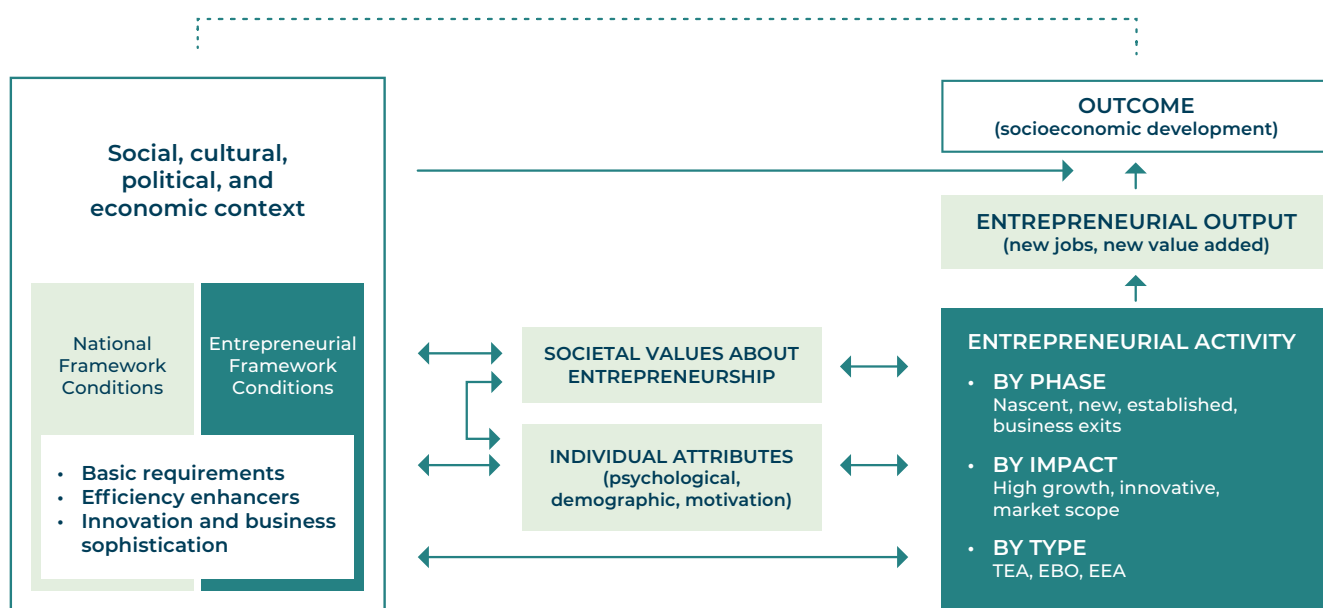 Social, cultural,
political, and
economic context
National
Framework
Conditions
Entrepreneurial
Framework
Conditions
• Basic requirements
• Efficiency enhancers
• Innovation and business
sophistication
SOCIETAL VALUES ABOUT
ENTREPRENEURSHIP
INDIVIDUAL ATTRIBUTES
(psychological,
demographic, motivation)
OUTCOME
(socioeconomic development)
ENTREPRENEURIAL OUTPUT
(new jobs, new value added)
ENTREPRENEURIAL ACTIVITY
• BY PHASE
Nascent, new, established,
business exits
• BY IMPACT
High growth, innovative,
market scope
• BY TYPE
TEA, EBO, EEA